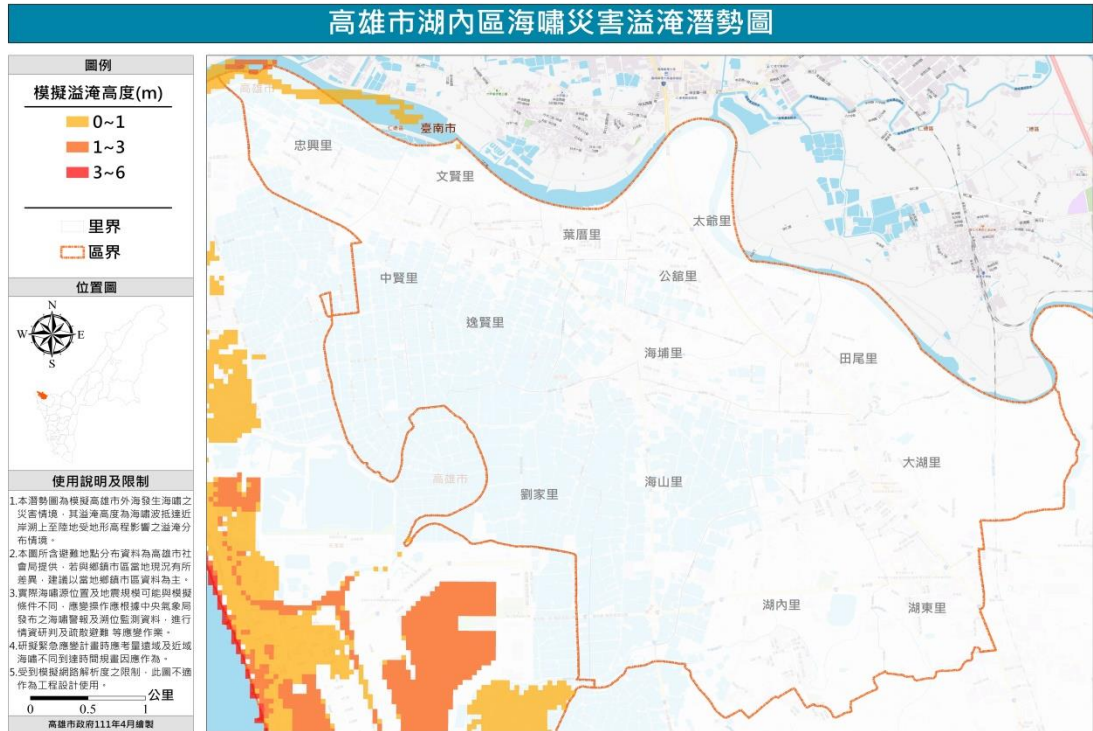 高雄市湖內區海嘯災害溢淹潛勢圖
圖例
模擬溢淹高度(m)
0~1
1~3
3~6
里界
區界
位置圖
N
W
E
S
使用說明及限制
1.本潛勢圖為模擬高雄市外海發生海嘯之
災害情境，其溢淹高度為海嘯波抵達近
岸溯上至陸地受地形高程影響之溢淹分
布情境。
2.本圖所含避難地點分布資料為高雄市社
會局提供，若與鄉鎮市區當地現況有所
差異，建議以當地鄉鎮市區資料為主。
3.實際海嘯源位置及地震規模可能與模擬
條件不同，應變操作應根據中央氣象局
發布之海嘯警報及潮位監測資料，進行
情資研判及疏散避難 等應變作業。
4.研擬緊急應變計畫時應考量遠域及近域
海嘯不同到達時間規畫因應作為。
5.受到模擬網路解析度之限制，此圖不適
作為工程設計使用。
公里
0 0.5 1
高雄市政府111年4月繪製
高雄市
仁德區
臺南市
仁德區
仁德區
忠興里
文賢里
太爺里
葉厝里
中賢里
公舘里
逸賢里
海埔里
田尾里
大湖里
高雄市
劉家里
海山里
湖內里
湖東里